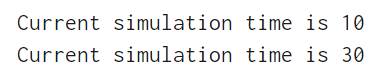 Current simulation time is 10
Current simulation time is 30